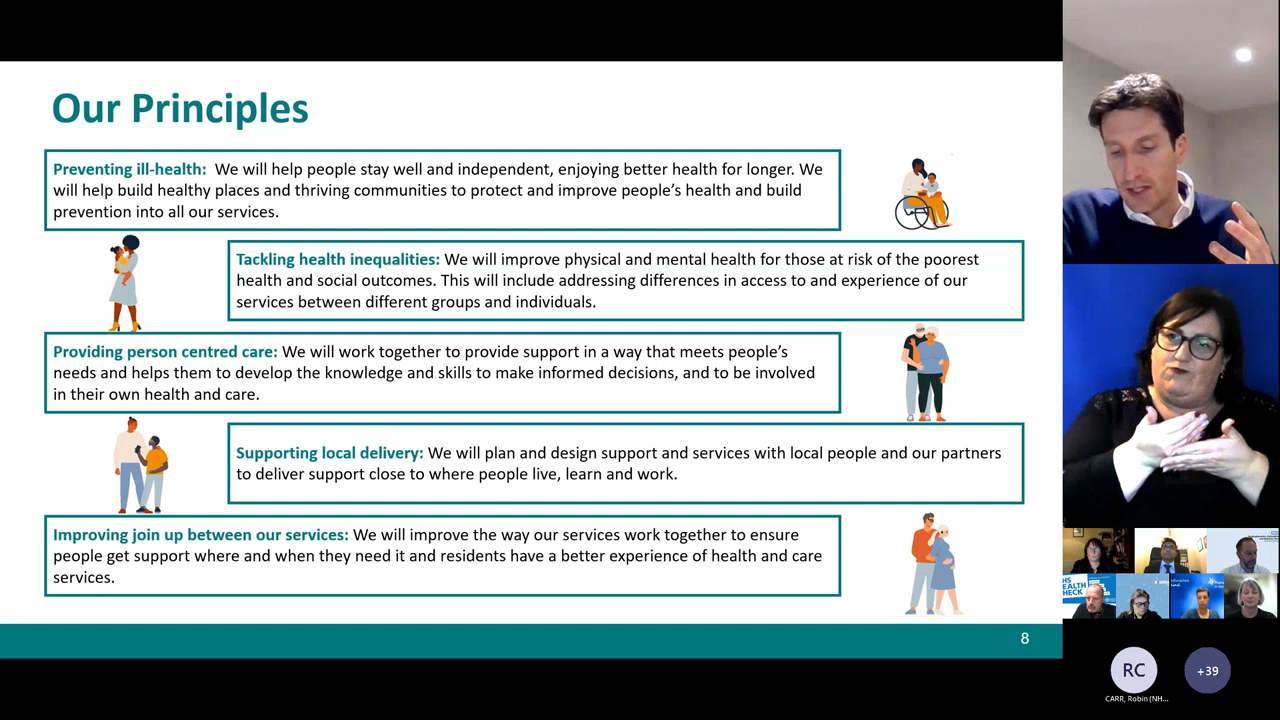 Our Principles
Preventing ill-health: We will help people stay well and independent, enjoying better health for longer. We
will help build healthy places and thriving communities to protect and improve people's health and build
prevention into all our services.
Tackling health inequalities: We will improve physical and mental health for those at risk of the poorest
health and social outcomes. This will include addressing differences in access to and experience of our
services between different groups and individuals.
Providing person centred care: We will work together to provide support in a way that meets people's
needs and helps them to develop the knowledge and skills to make informed decisions, and to be involved
in their own health and care.
Supporting local delivery: We will plan and design support and services with local people and our partners
to deliver support close to where people live, learn and work.
Improving join up between our services: We will improve the way our services work together to ensure
people get support where and when they need it and residents have a better experience of health and care
services.
8
HS
EALTH
HECK
RC
+39
CARR, Robin (NH...